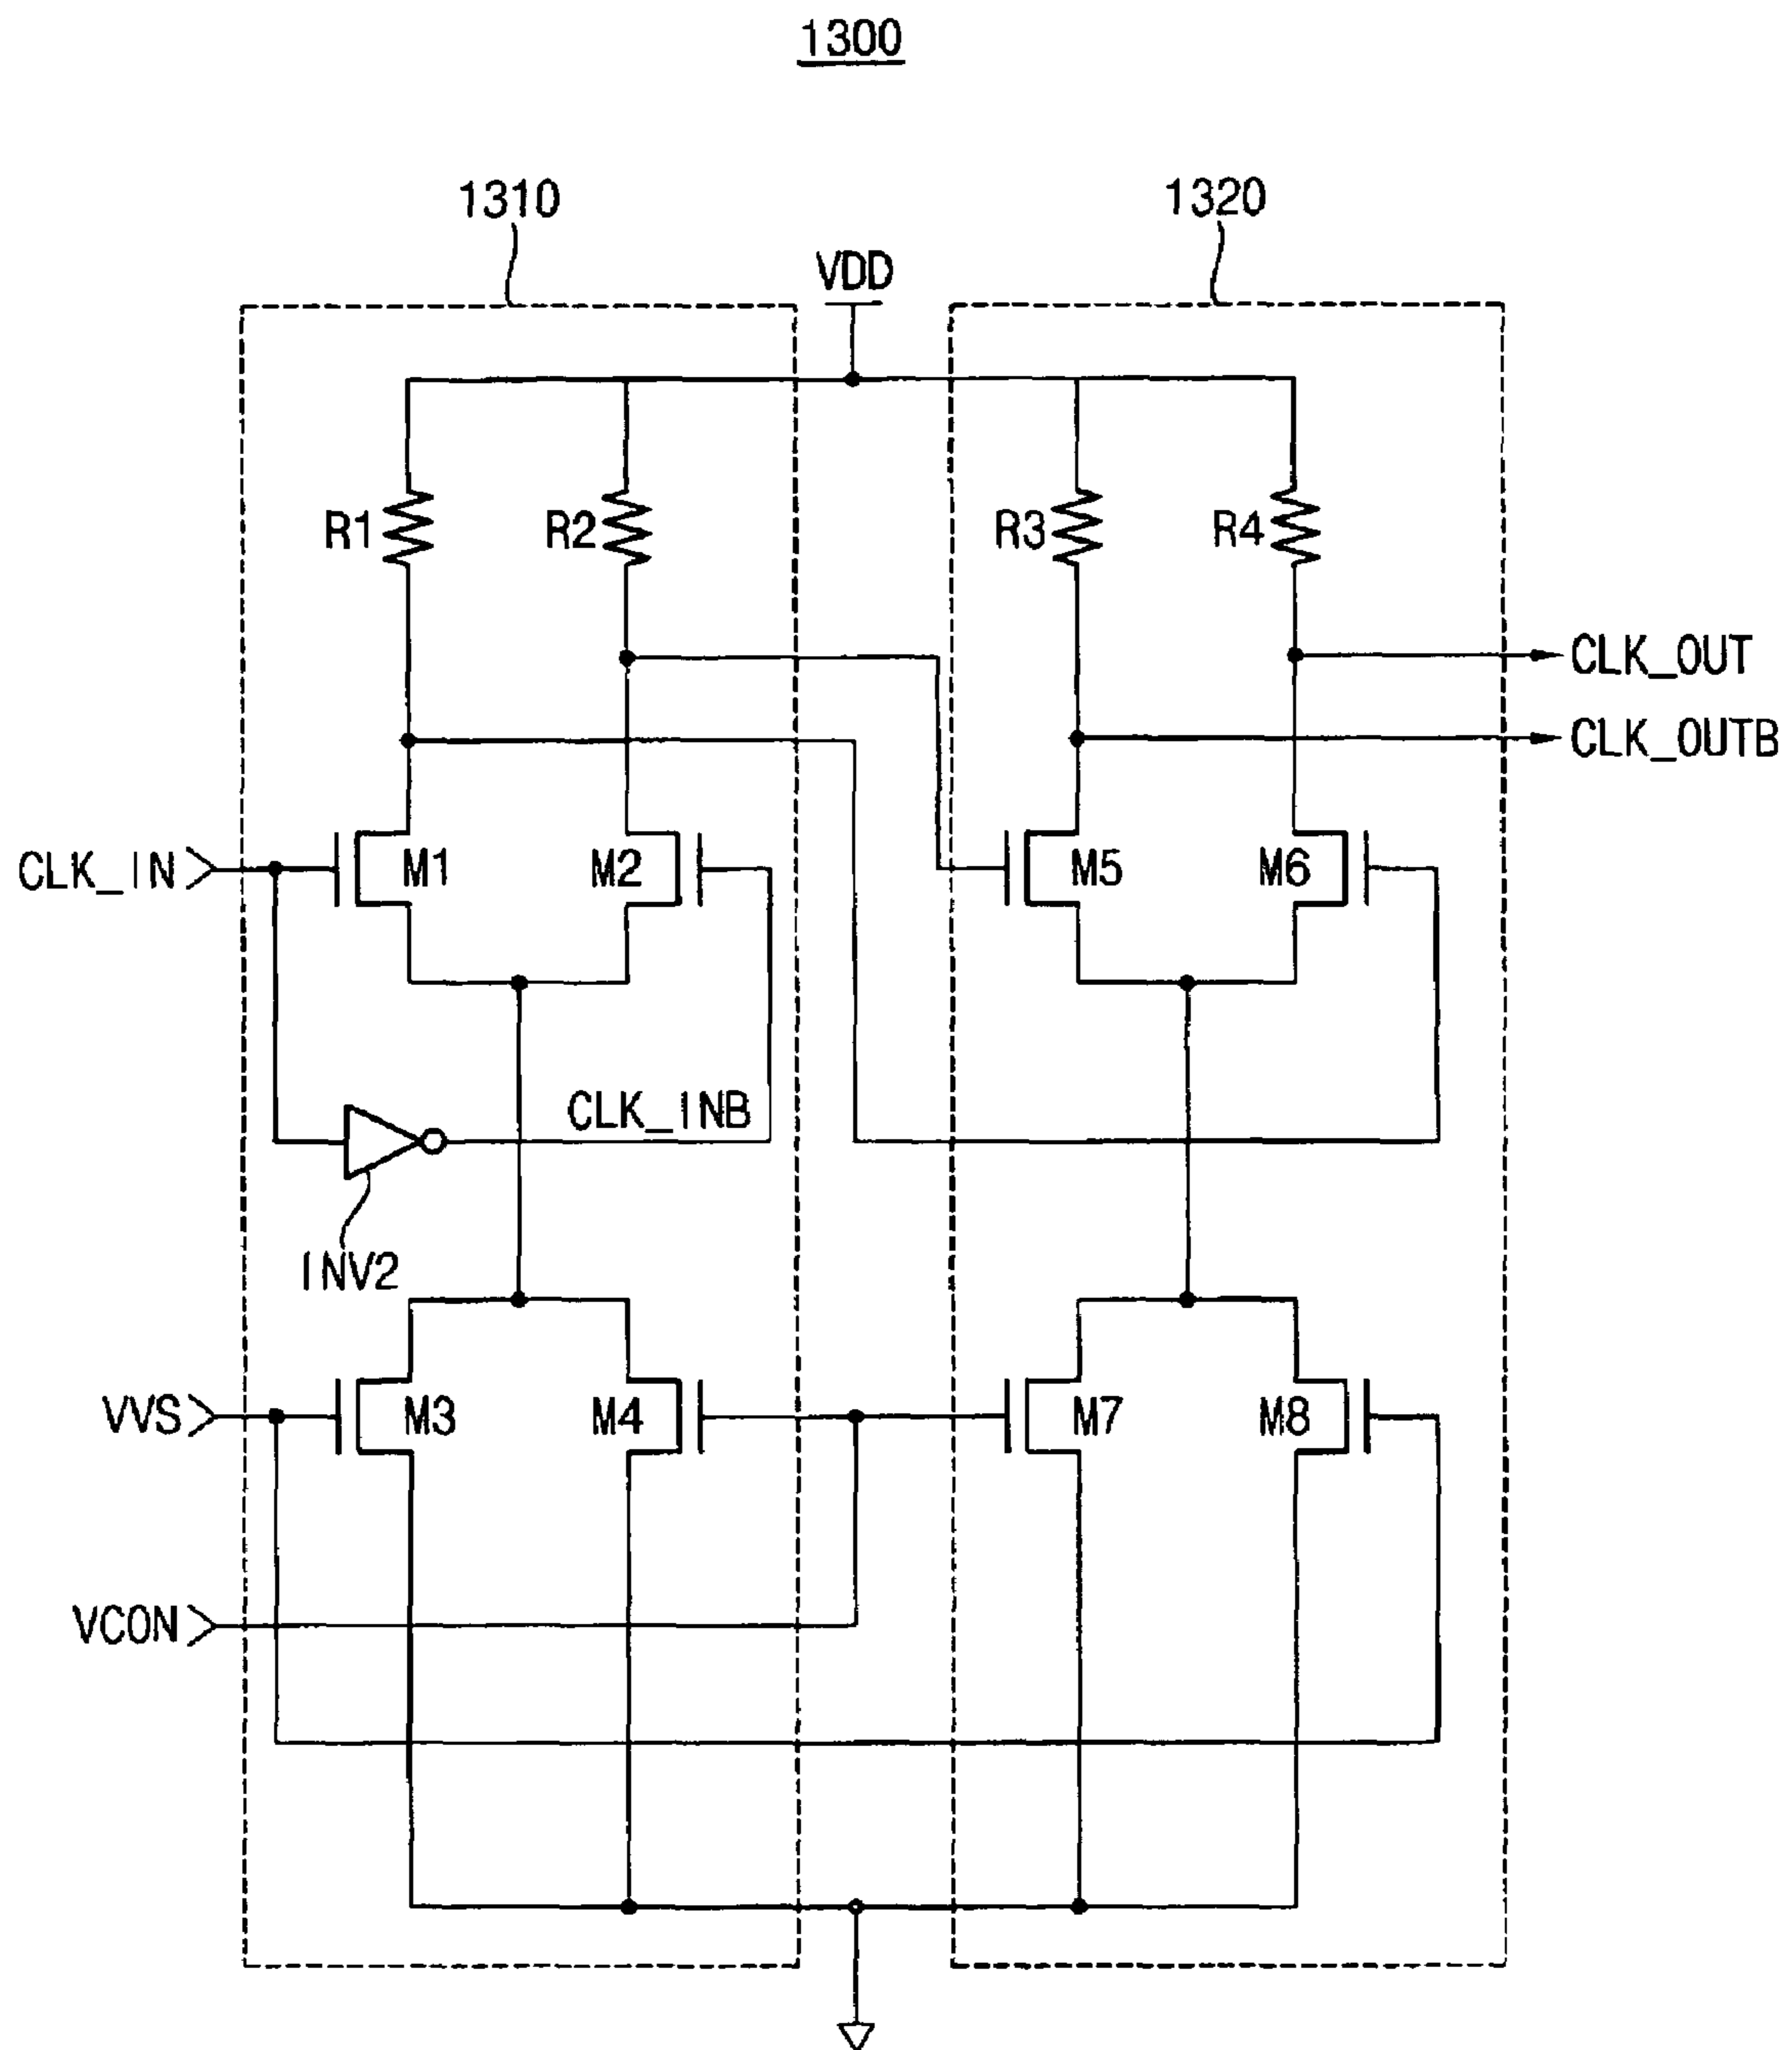 1300
1310
1320
VDD
R1
R2
R3
R4
CLK_OUT
CLK_OUTB
CLK_IN
M1
M2
M5
M6
CLK_INB
INV2
VVS
M3
M4
M7
M8
VCON